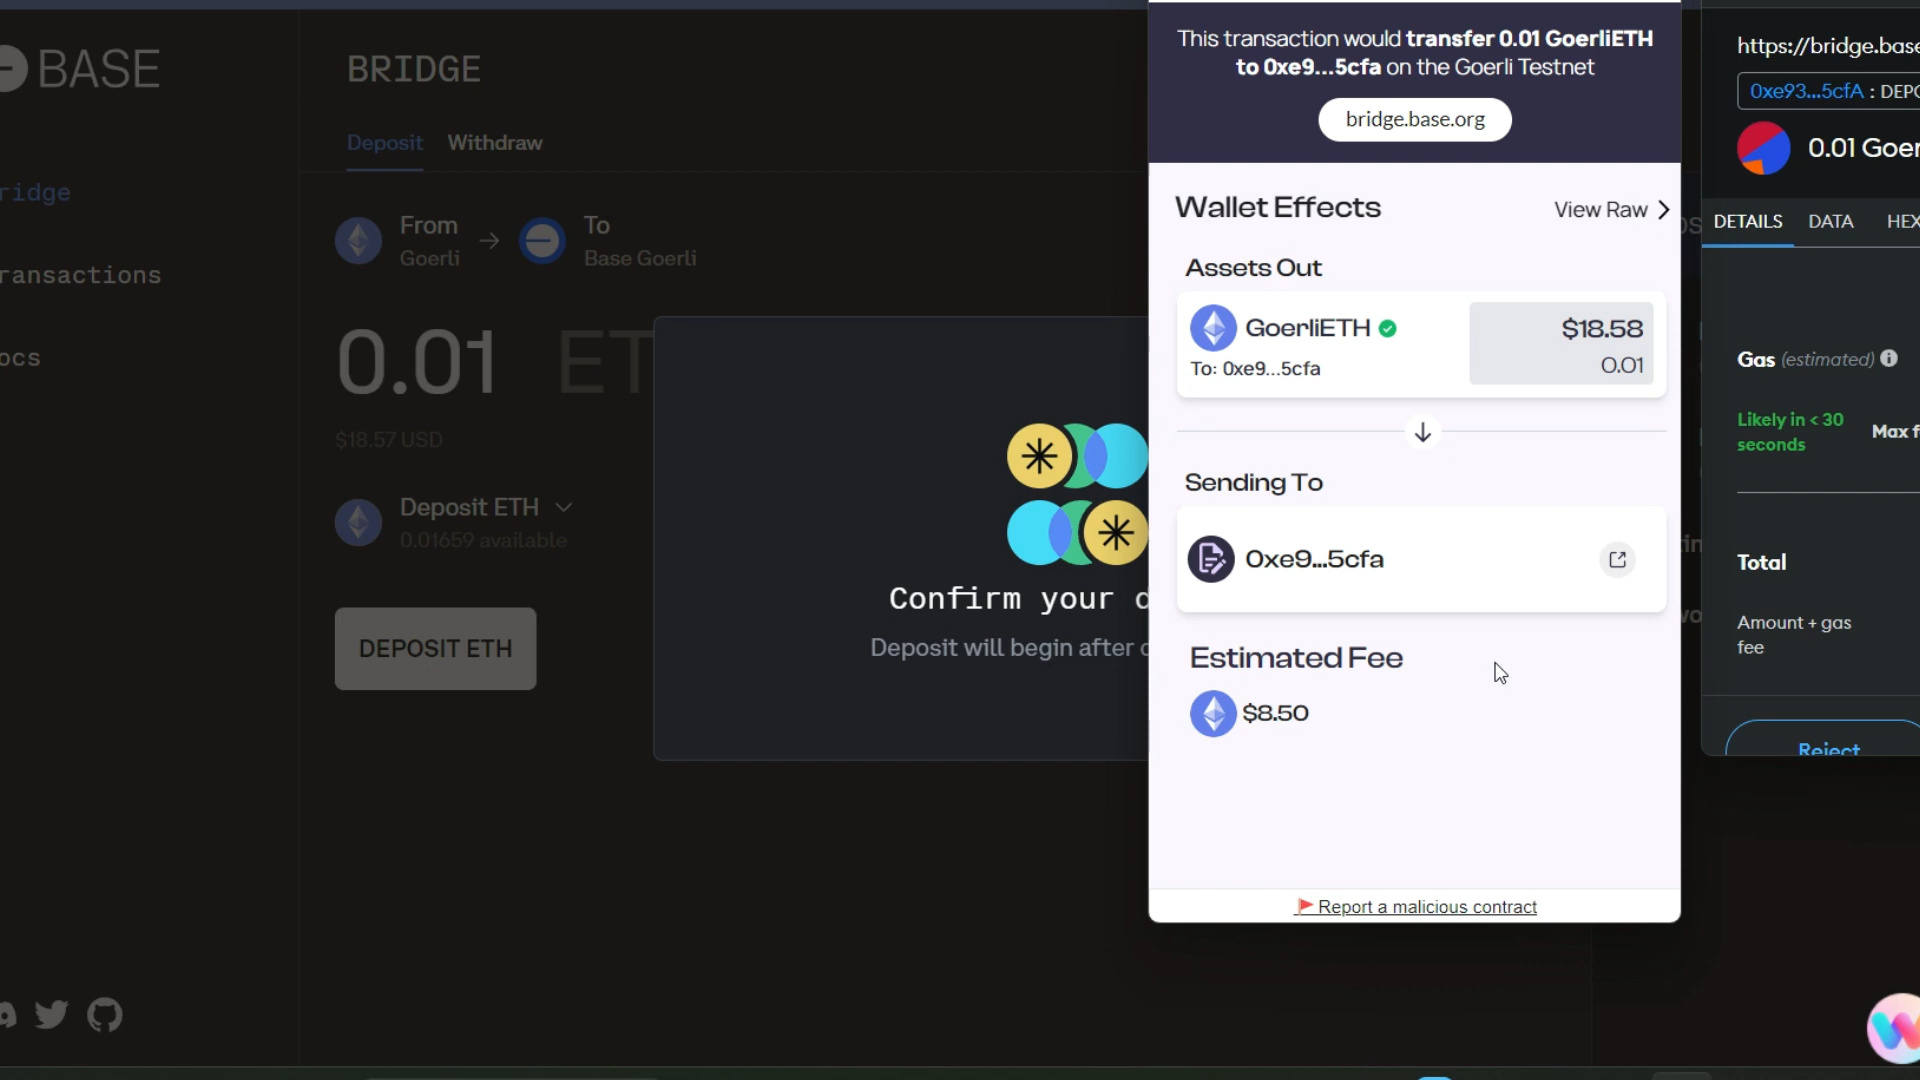 BASE
BRIDGE
Deposit Withdraw
ridge
ransactions
ocs
From
Goerli
To
Base Goerli
0.01 ET
$18.57 USD
Deposit ETH
0.01659 available
DEPOSIT ETH
Confirm your
Deposit will begin after
This transaction would transfer 0.01 GoerliETH
to 0xe9...5cfa on the Goerli Testnet
bridge.base.org
Wallet Effects
View Raw
Assets Out
GoerliETH
To: 0xe9...5cfa
$18.58
0.01
Sending To
0xe9...5cfa
Estimated Fee
$8.50
Report a malicious contract
https://bridge.base
0xe93...5cfA : DEPO
0.01 Goer
DETAILS DATA HEX
Gas (estimated)
Likely in < 30
seconds
Max f
Total
Amount + gas
fee
Reject